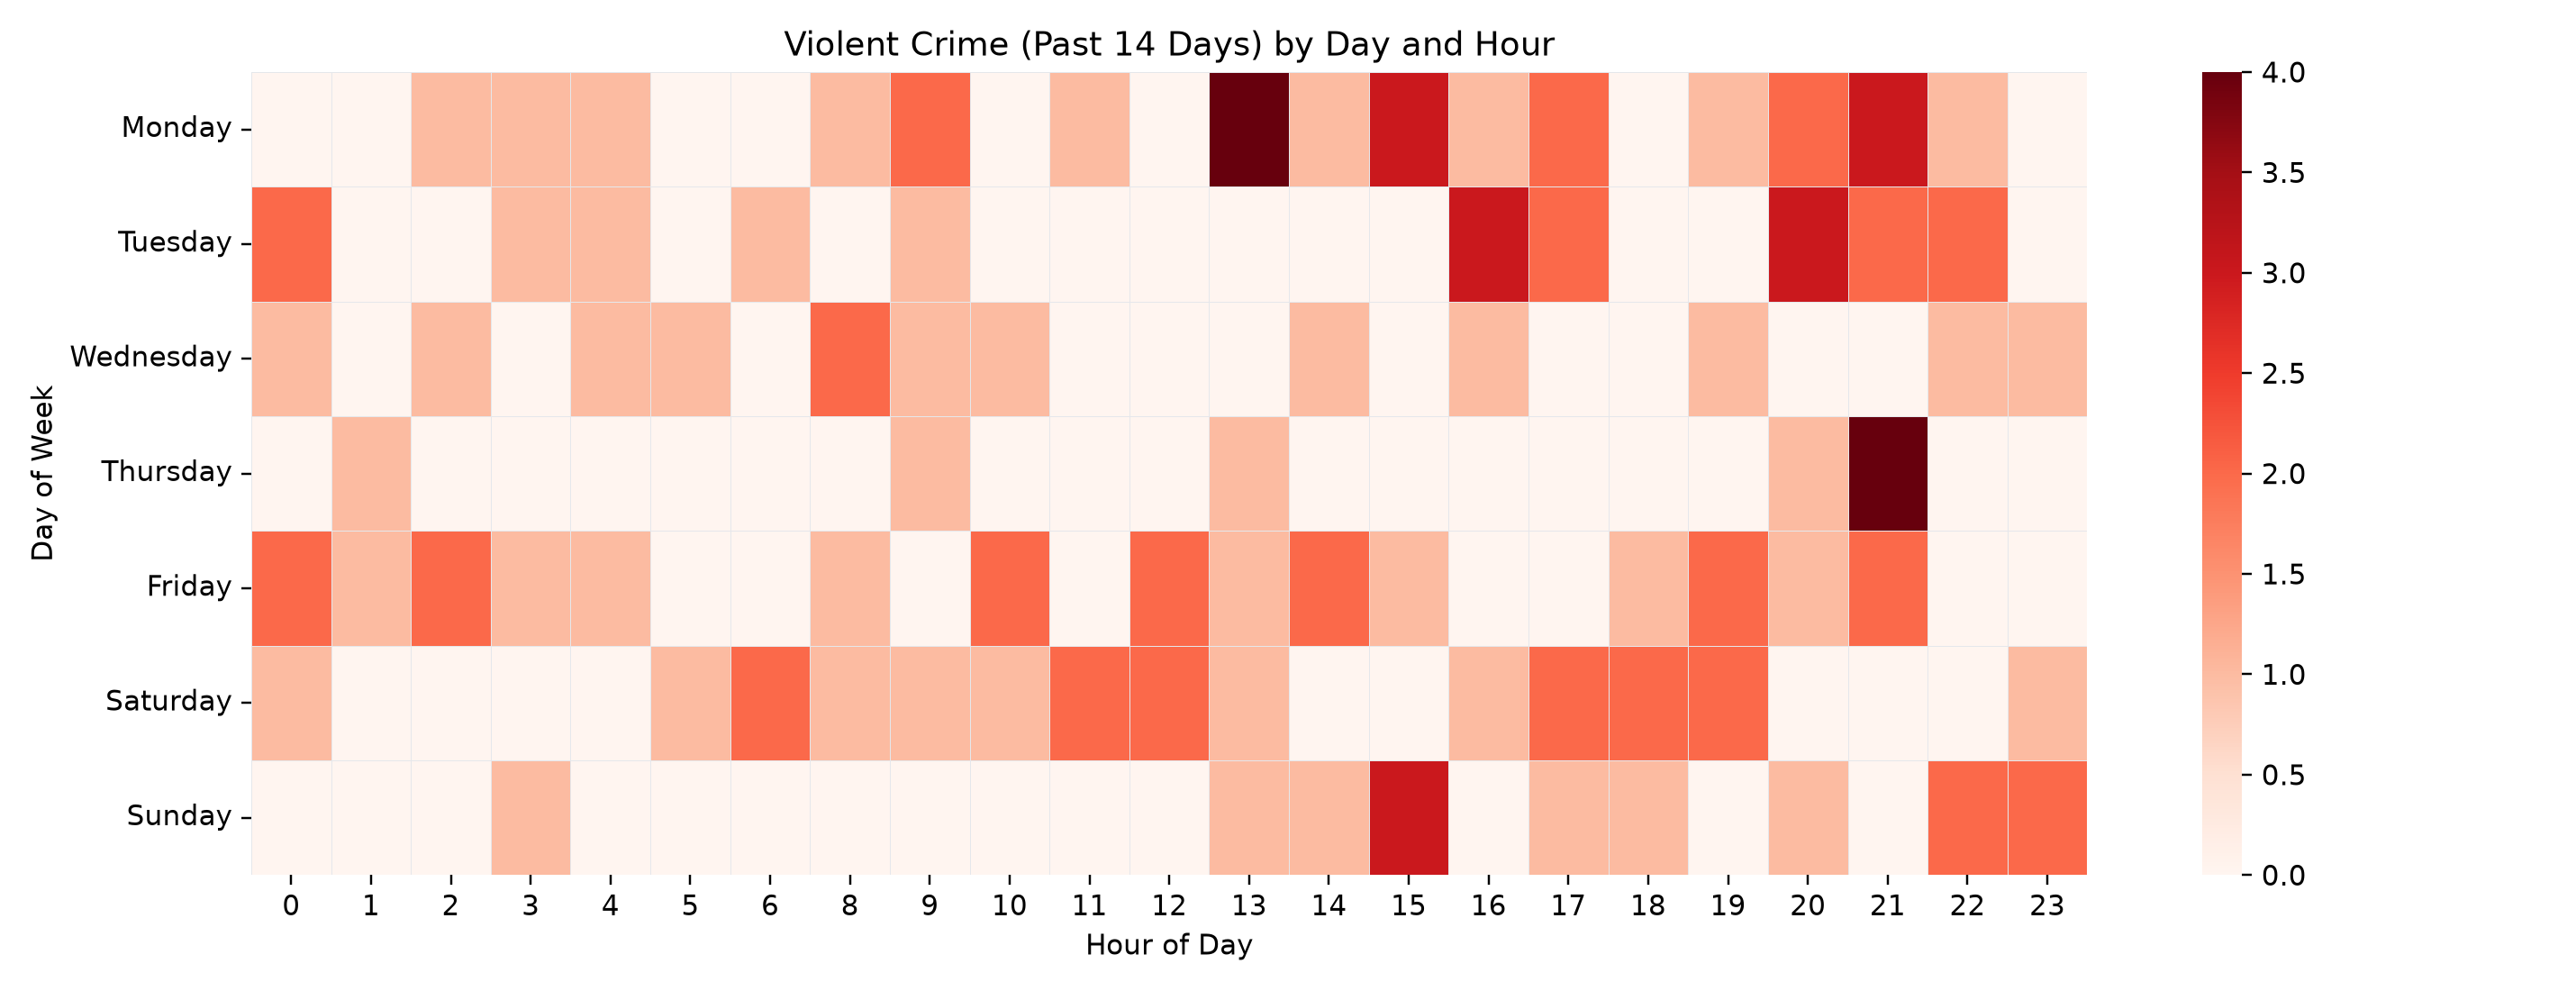 Violent Crime (Past 14 Days) by Day and Hour
Day of Week
Monday
Tuesday
Wednesday
Thursday
Friday
Saturday
Sunday
0 1 2 3 4 5 6 8 9 10 11 12 13 14 15 16 17 18 19 20 21 22 23
Hour of Day
4.0
3.5
3.0
2.5
2.0
1.5
1.0
0.5
0.0